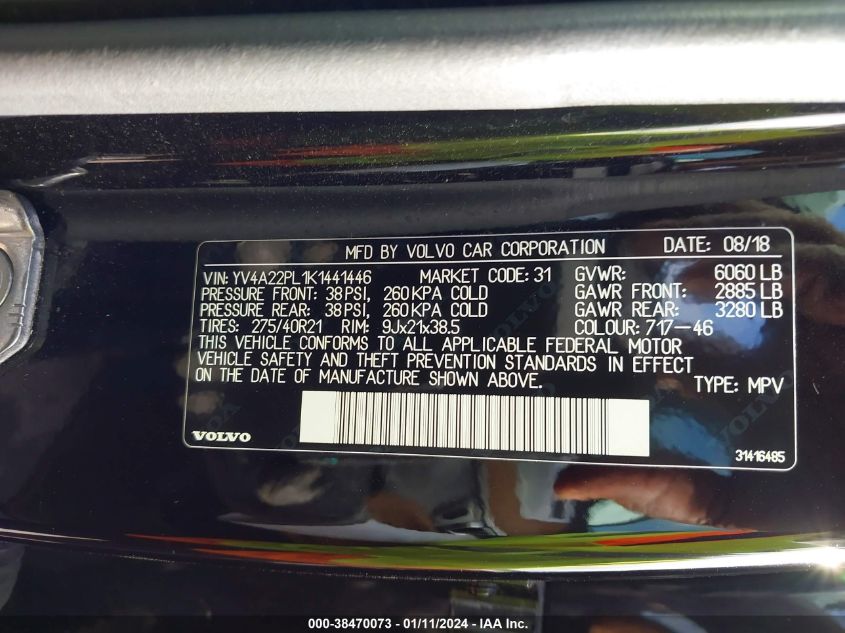 MFD BY VOLVO CAR CORPORATION DATE: 08/18
VIN: YV4A22PL1K1441446 MARKET CODE: 31 GVWR: 6060 LB
PRESSURE FRONT: 38 PSI, 260 KPA COLD GAWR FRONT: 2885 LB
PRESSURE REAR: 38 PSI, 260 KPA COLD GAWR REAR: 3280 LB
TIRES: 275/40R21 RIM: 9Jx21x38.5 COLOUR: 717-46
THIS VEHICLE CONFORMS TO ALL APPLICABLE FEDERAL MOTOR
VEHICLE SAFETY AND THEFT PREVENTION STANDARDS IN EFFECT
ON THE DATE OF MANUFACTURE SHOWN ABOVE. TYPE: MPV
VOLVO 31416485
000-38470073 - 01/11/2024 - IAA Inc.